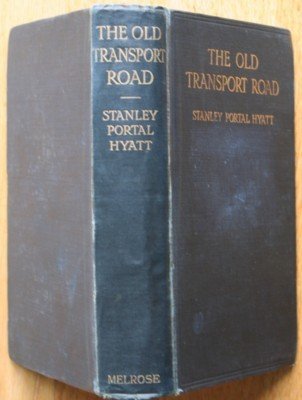 THE OLD
TRANSPORT
ROAD
STANLEY
PORTAL
HYATT
MELROSE
THE OLD
TRANSPORT ROAD
STANLEY PORTAL HYATT